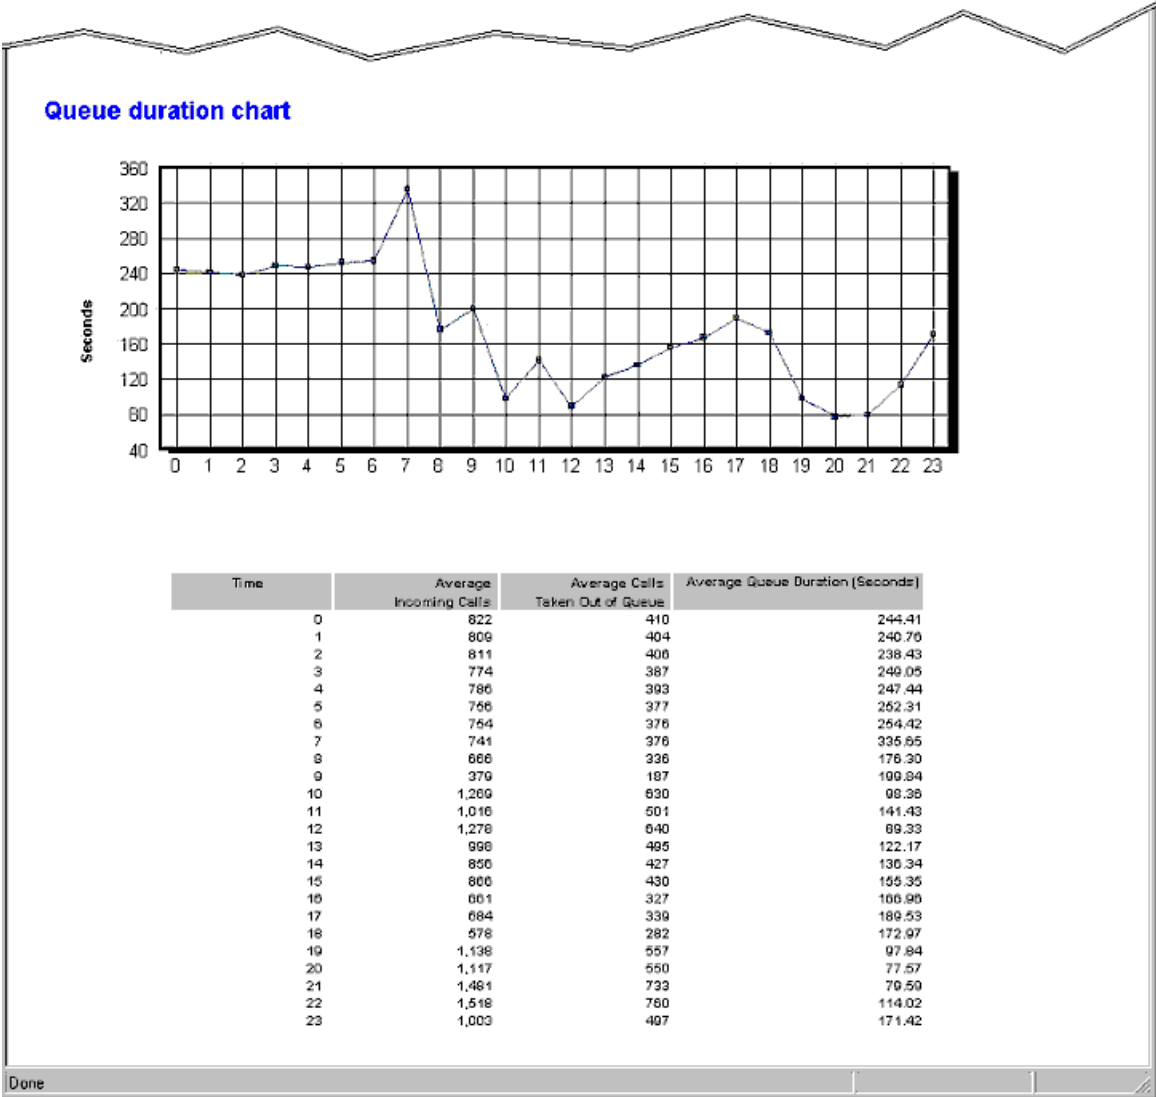 Queue duration chart
360
320
280
240
200
160
120
80
40
Seconds
0 1 2 3 4 5 6 7 8 9 10 11 12 13 14 15 16 17 18 19 20 21 22 23
Time Average Average Calls Average Queue Duration (Seconds)
Incoming Calls Taken Out of Queue
0 822 410 244.41
1 809 404 240.76
2 811 406 238.43
3 774 387 249.05
4 786 393 247.44
5 756 377 252.31
6 754 376 254.42
7 741 376 335.65
8 666 336 176.30
9 379 187 199.84
10 1,269 630 98.36
11 1,016 501 141.43
12 1,278 640 89.33
13 998 495 122.17
14 856 427 136.34
15 866 430 155.35
16 661 327 166.96
17 684 339 189.53
18 578 282 172.97
19 1,138 557 97.84
20 1,117 550 77.57
21 1,481 733 79.59
22 1,518 760 114.02
23 1,003 497 171.42
Done